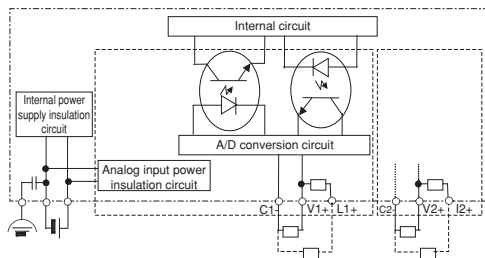 Internal circuit
Internal power
supply insulation
circuit
A/D conversion circuit
Analog input power
insulation circuit
C1- V1+ L1+ C2- V2+ I2+